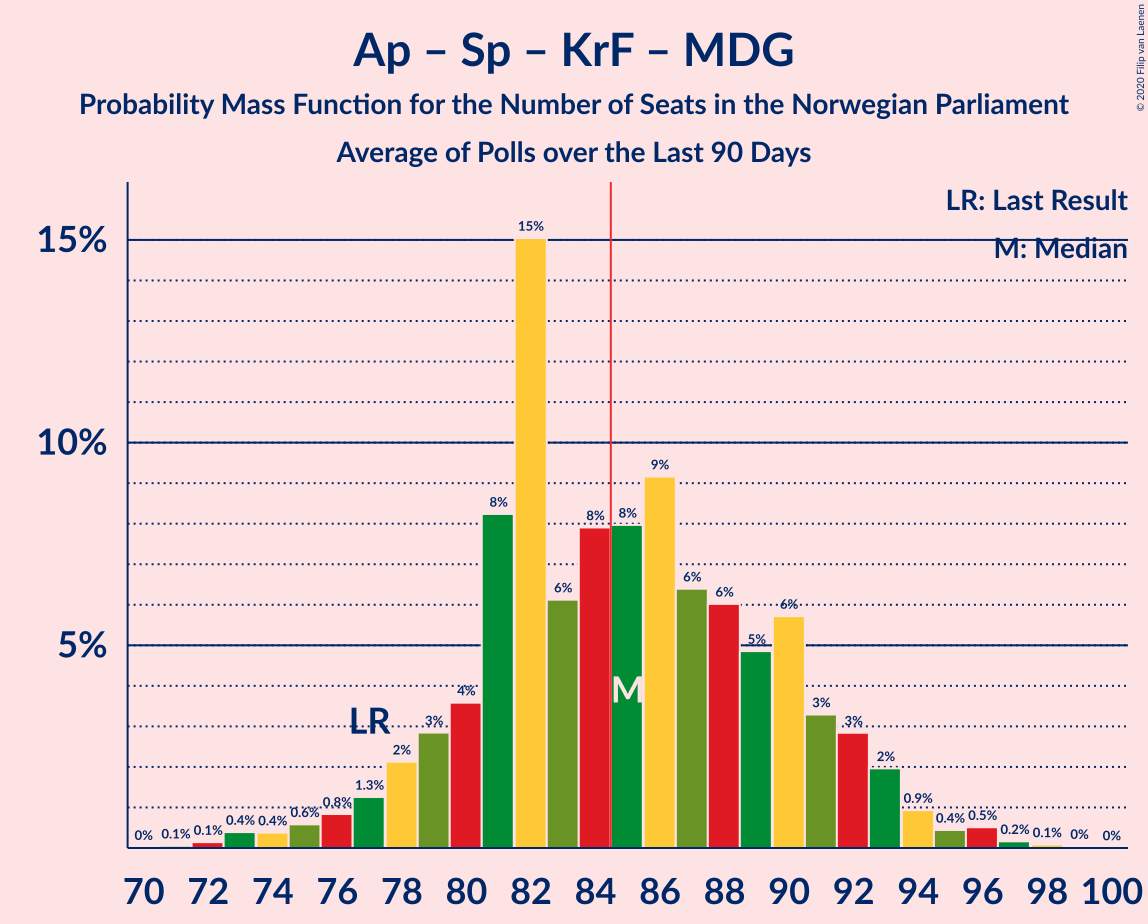 Ap – Sp – KrF – MDG
Probability Mass Function for the Number of Seats in the Norwegian Parliament
Average of Polls over the Last 90 Days
© 2020 Filip van Laenen
LR: Last Result
M: Median
15%
10%
5%
LR
M
0% 0.1% 0.1% 0.4% 0.4% 0.6% 0.8% 1.3% 2% 3% 4% 8% 15% 6% 8% 8% 9% 6% 6% 5% 6% 3% 3% 2% 0.9% 0.4% 0.5% 0.2% 0.1% 0% 0%
70 72 74 76 78 80 82 84 86 88 90 92 94 96 98 100